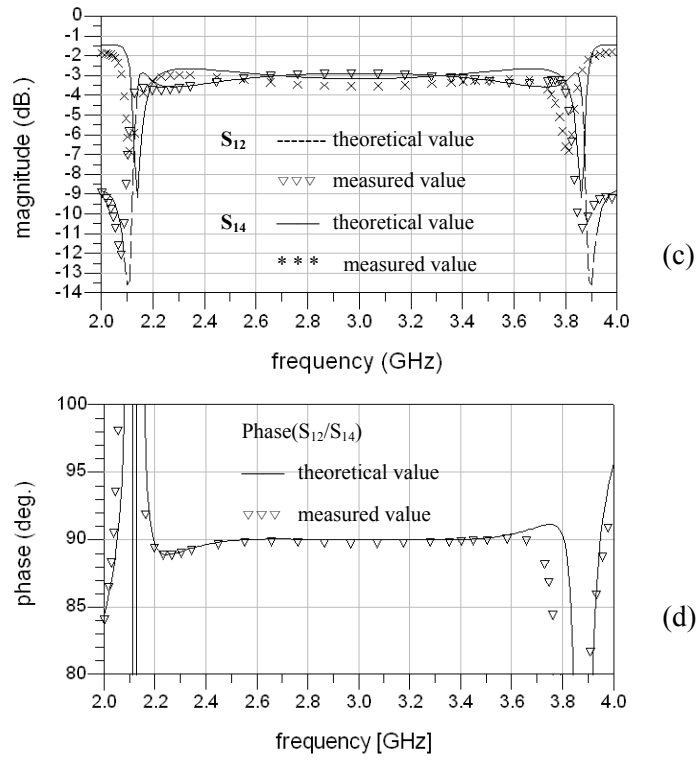 0
-1
-2
-3
-4
-5
-6
-7
-8
-9
-10
-11
-12
-13
-14
magnitude (dB.)
S12 theoretical value
▽▽▽ measured value
S14 theoretical value
* * * measured value
(c)
2.0 2.2 2.4 2.6 2.8 3.0 3.2 3.4 3.6 3.8 4.0
frequency (GHz)
100
95
90
85
80
phase (deg.)
Phase(S12/S14)
theoretical value
▽▽▽ measured value
(d)
2.0 2.2 2.4 2.6 2.8 3.0 3.2 3.4 3.6 3.8 4.0
frequency [GHz]